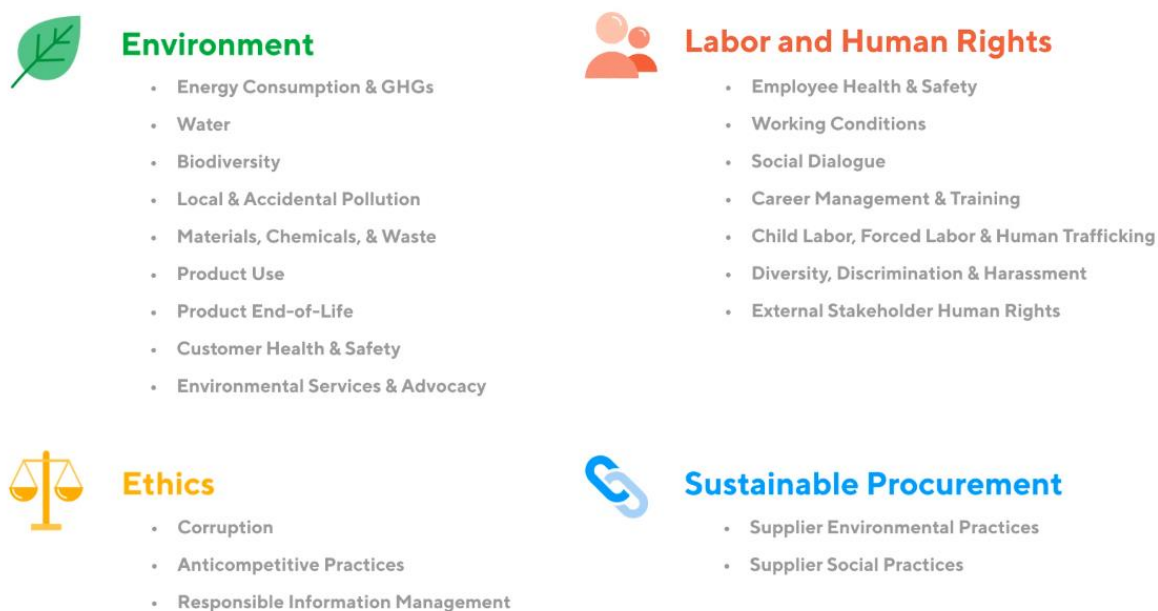 Environment
• Energy Consumption & GHGs
• Water
• Biodiversity
• Local & Accidental Pollution
• Materials, Chemicals, & Waste
• Product Use
• Product End-of-Life
• Customer Health & Safety
• Environmental Services & Advocacy
Labor and Human Rights
• Employee Health & Safety
• Working Conditions
• Social Dialogue
• Career Management & Training
• Child Labor, Forced Labor & Human Trafficking
• Diversity, Discrimination & Harassment
• External Stakeholder Human Rights
Ethics
• Corruption
• Anticompetitive Practices
• Responsible Information Management
Sustainable Procurement
• Supplier Environmental Practices
• Supplier Social Practices